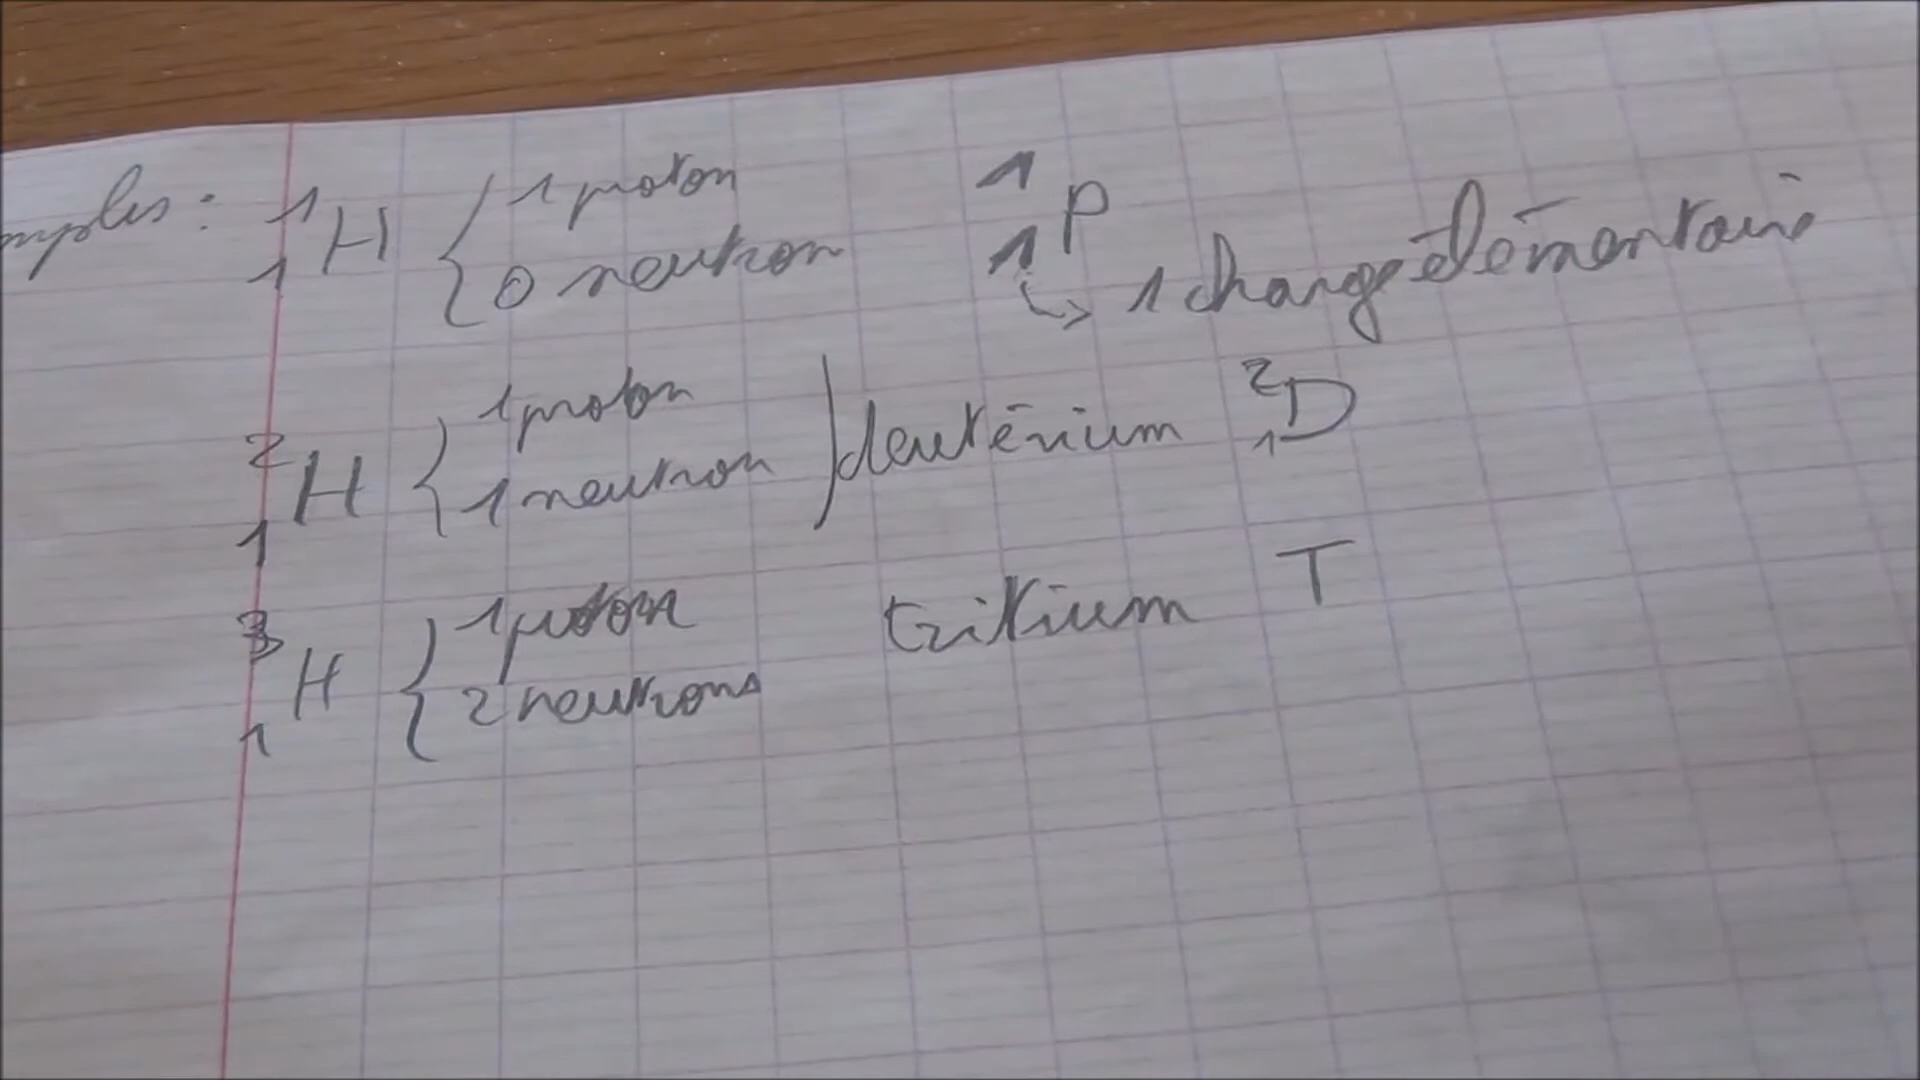 mples : ¹₁H { 1 proton 0 neutron ¹₁P
↳ 1 charge élémentaire
²₁H { 1 proton 1 neutron ) deutérium ²₁D
³₁H { 1 proton 2 neutrons tritium T